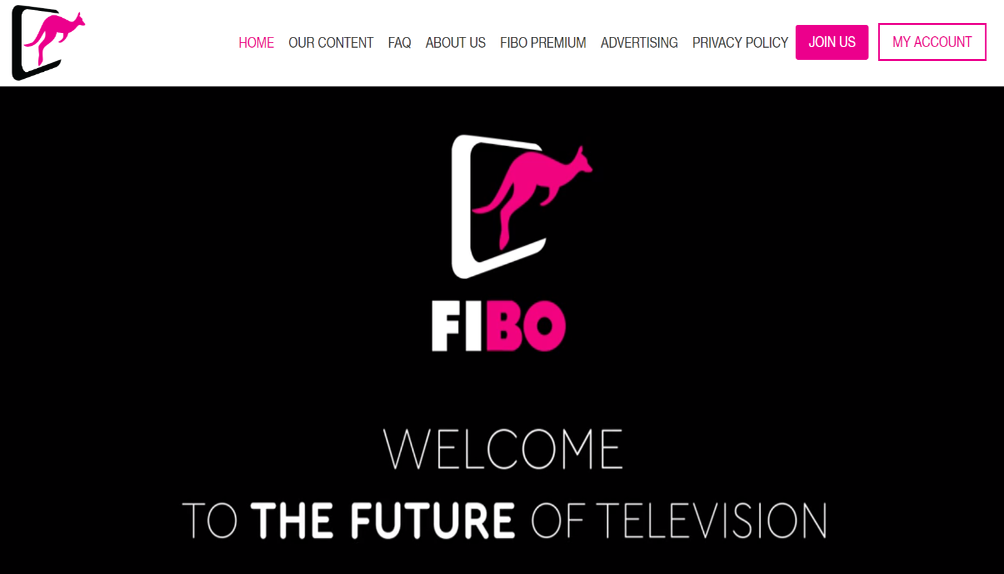 HOME OUR CONTENT FAQ ABOUT US FIBO PREMIUM ADVERTISING PRIVACY POLICY JOIN US MY ACCOUNT
FIBO
WELCOME
TO THE FUTURE OF TELEVISION